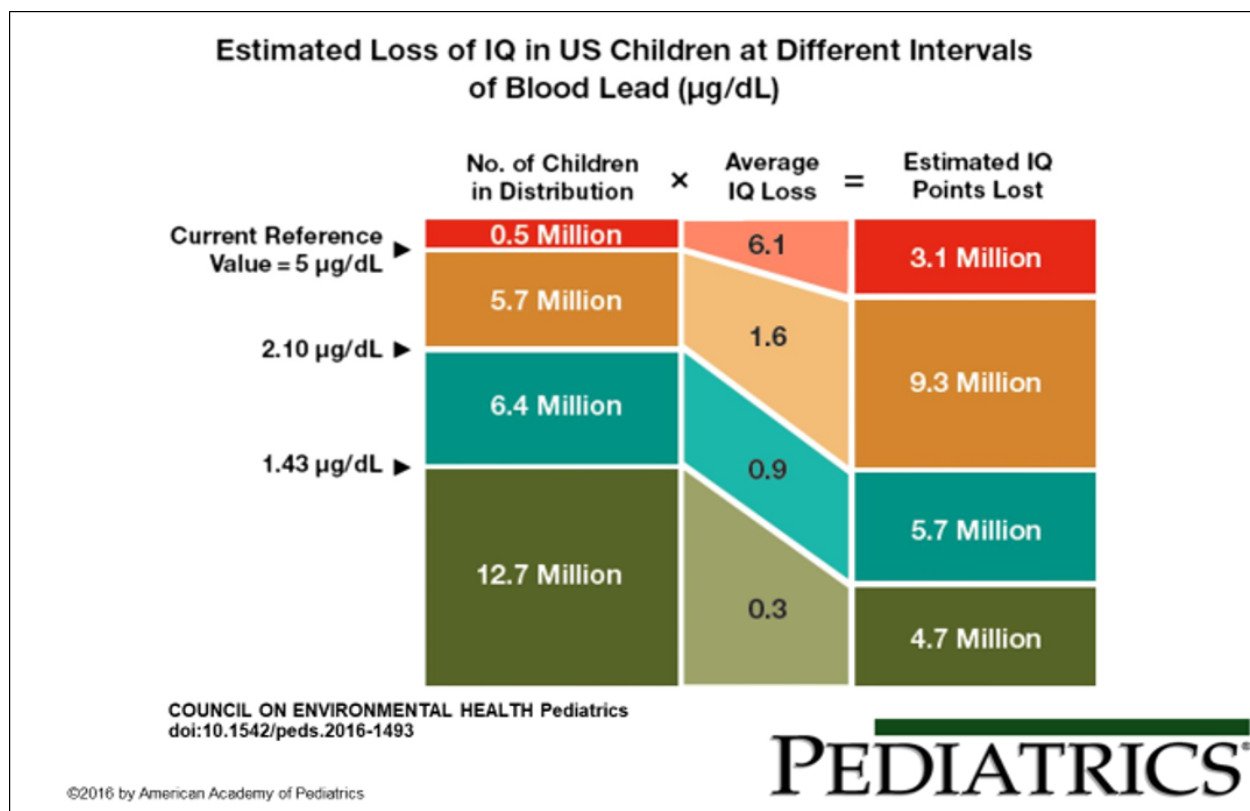 Estimated Loss of IQ in US Children at Different Intervals
of Blood Lead (µg/dL)
No. of Children
in Distribution
×
Average
IQ Loss
=
Estimated IQ
Points Lost
Current Reference
Value = 5 µg/dL
0.5 Million
6.1
3.1 Million
5.7 Million
1.6
9.3 Million
2.10 µg/dL
6.4 Million
0.9
5.7 Million
1.43 µg/dL
12.7 Million
0.3
4.7 Million
COUNCIL ON ENVIRONMENTAL HEALTH Pediatrics
doi:10.1542/peds.2016-1493
PEDIATRICS®
©2016 by American Academy of Pediatrics